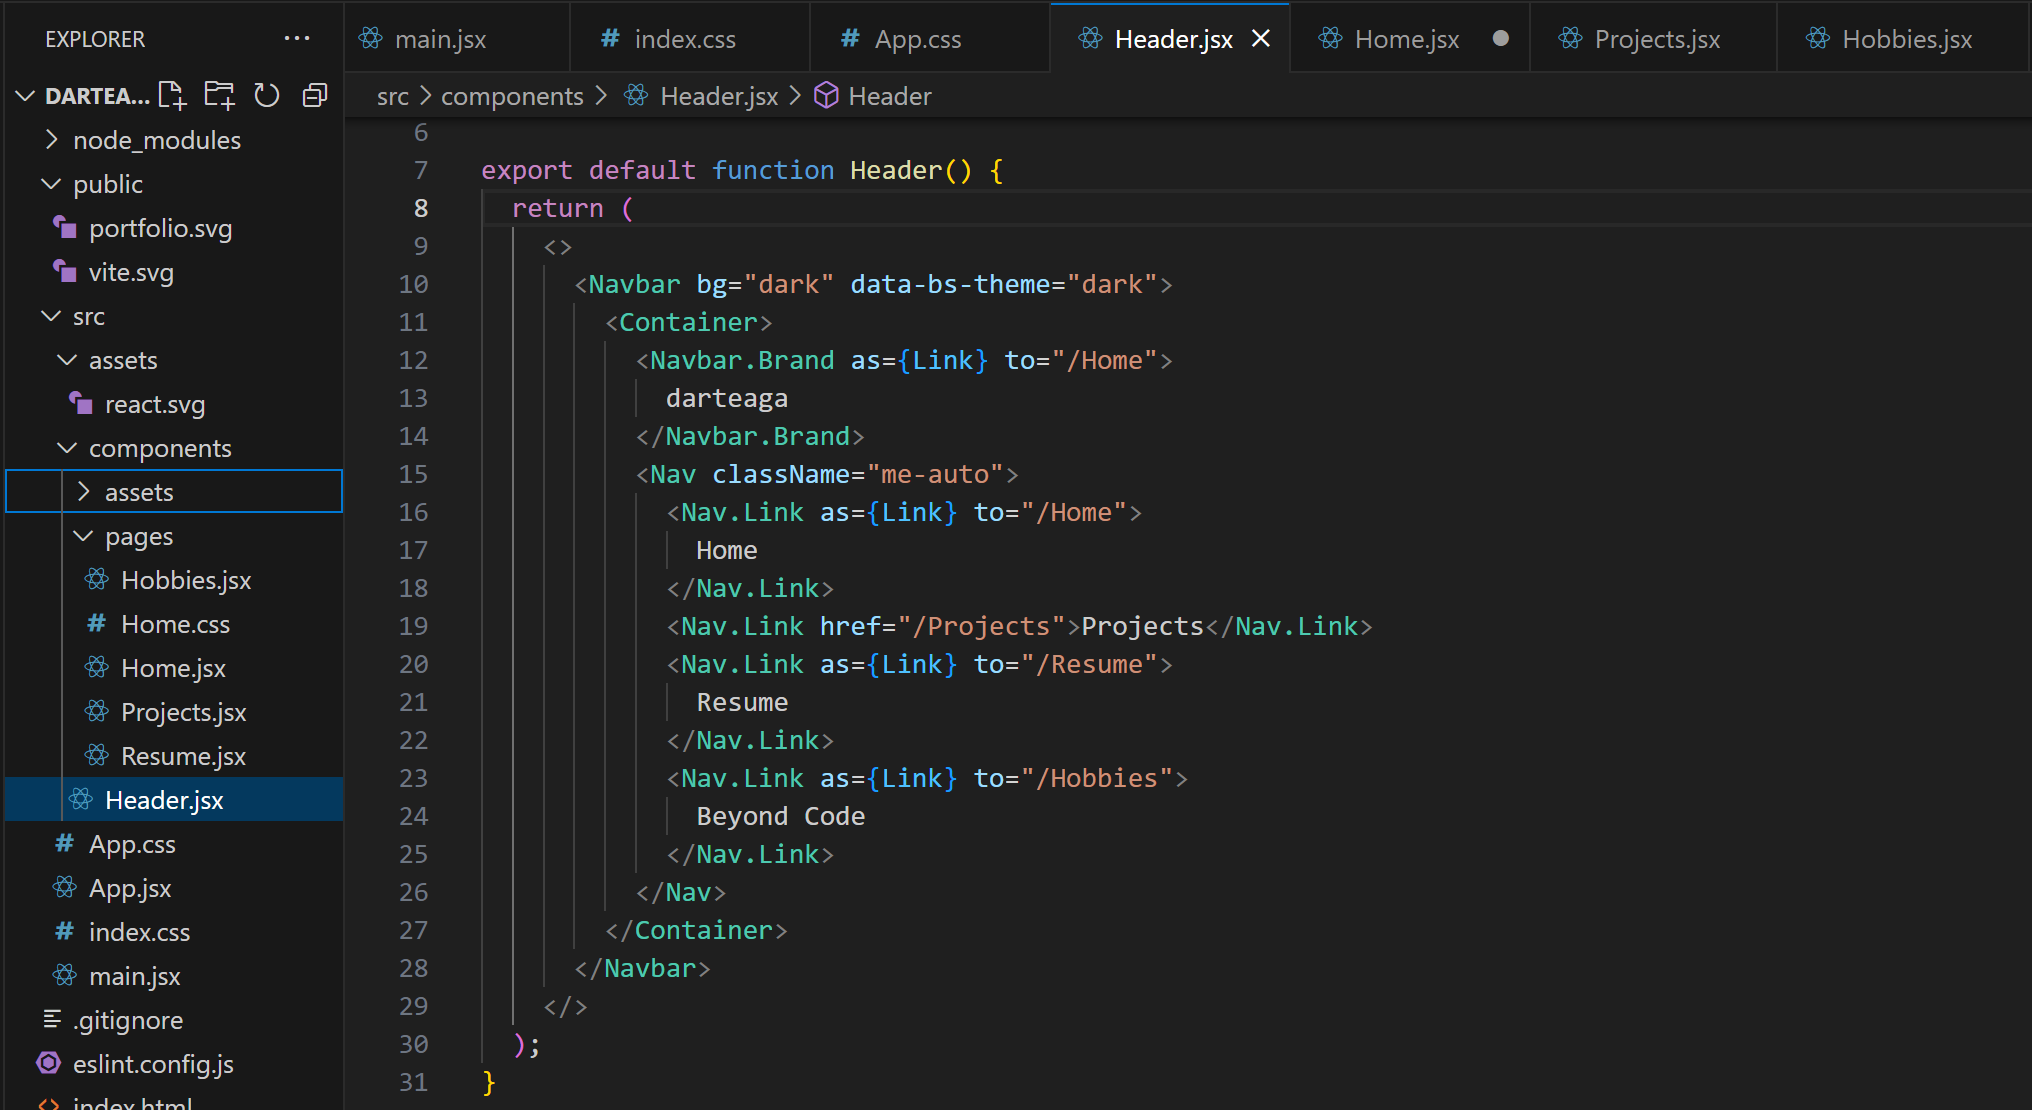 EXPLORER ...
DARTEA...
node_modules
public
portfolio.svg
vite.svg
src
assets
react.svg
components
assets
pages
Hobbies.jsx
Home.css
Home.jsx
Projects.jsx
Resume.jsx
Header.jsx
App.css
App.jsx
index.css
main.jsx
.gitignore
eslint.config.js
index.html
main.jsx # index.css # App.css Header.jsx Home.jsx Projects.jsx Hobbies.jsx
src > components > Header.jsx > Header
6
7 export default function Header() {
8   return (
9     <>
10       <Navbar bg="dark" data-bs-theme="dark">
11         <Container>
12           <Navbar.Brand as={Link} to="/Home">
13             darteaga
14           </Navbar.Brand>
15           <Nav className="me-auto">
16             <Nav.Link as={Link} to="/Home">
17               Home
18             </Nav.Link>
19             <Nav.Link href="/Projects">Projects</Nav.Link>
20             <Nav.Link as={Link} to="/Resume">
21               Resume
22             </Nav.Link>
23             <Nav.Link as={Link} to="/Hobbies">
24               Beyond Code
25             </Nav.Link>
26           </Nav>
27         </Container>
28       </Navbar>
29     </>
30   );
31 }